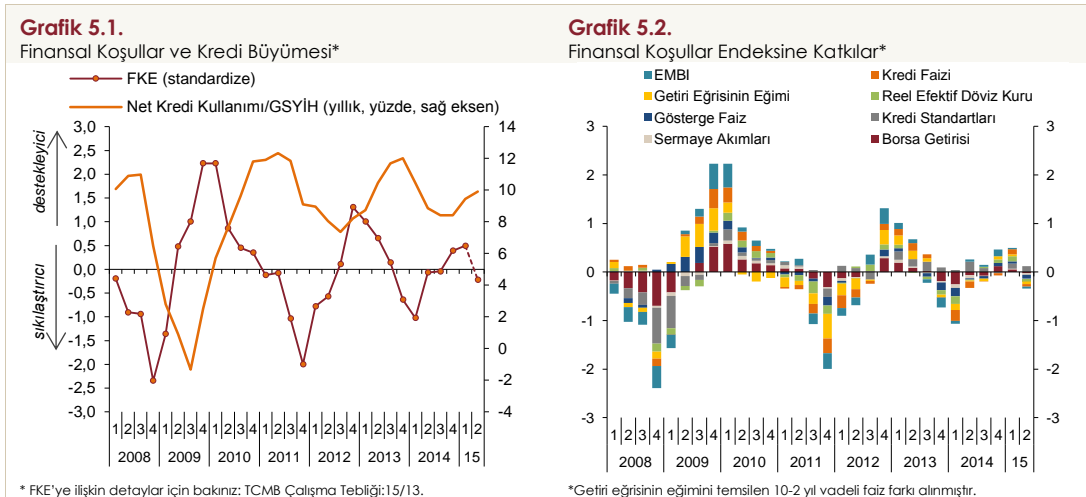 Grafik 5.1.
Finansal Koşullar ve Kredi Büyümesi*
FKE (standardize)
Net Kredi Kullanımı/GSYİH (yıllık, yüzde, sağ eksen)
destekleyici
sıkılaştırıcı
3,0
2,5
2,0
1,5
1,0
0,5
0,0
-0,5
-1,0
-1,5
-2,0
-2,5
-3,0
14
12
10
8
6
4
2
0
-2
-4
1 2 3 4 1 2 3 4 1 2 3 4 1 2 3 4 1 2 3 4 1 2 3 4 1 2 3 4 1 2
2008 2009 2010 2011 2012 2013 2014 15
* FKE'ye ilişkin detaylar için bakınız: TCMB Çalışma Tebliği:15/13.
Grafik 5.2.
Finansal Koşullar Endeksine Katkılar*
EMBI
Kredi Faizi
Getiri Eğrisinin Eğimi
Reel Efektif Döviz Kuru
Gösterge Faiz
Kredi Standartları
Sermaye Akımları
Borsa Getirisi
3
2
1
0
-1
-2
-3
3
2
1
0
-1
-2
-3
1 2 3 4 1 2 3 4 1 2 3 4 1 2 3 4 1 2 3 4 1 2 3 4 1 2 3 4 1 2
2008 2009 2010 2011 2012 2013 2014 15
*Getiri eğrisinin eğimini temsilen 10-2 yıl vadeli faiz farkı alınmıştır.